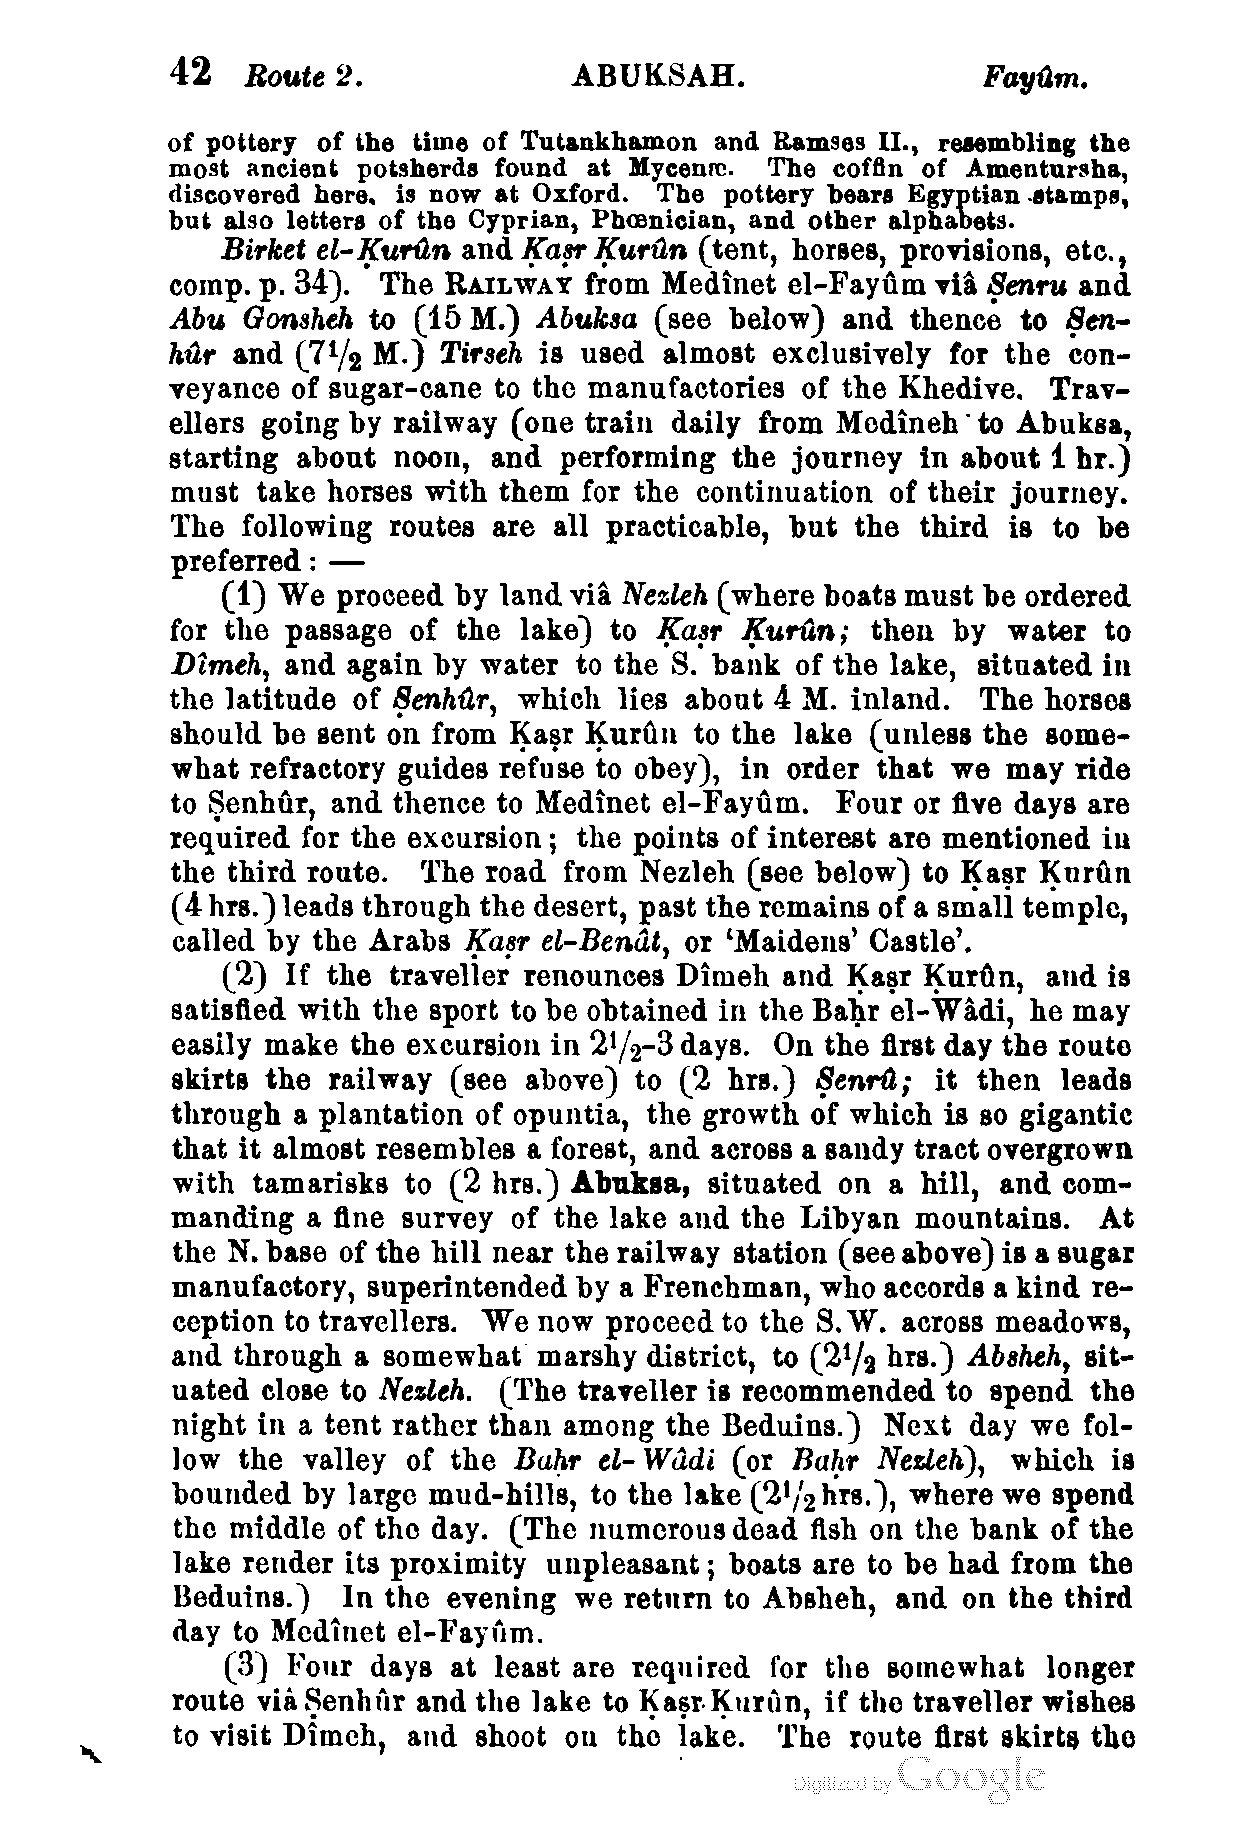 42 Route 2. ABUKSAH. Fayûm.
of pottery of the time of Tutankhamon and Ramses II., resembling the
most ancient potsherds found at Mycenæ. The coffin of Amentursha,
discovered here, is now at Oxford. The pottery bears Egyptian stamps,
but also letters of the Cyprian, Phœnician, and other alphabets.
Birket el-Ḳurûn and Ḳaṣr Ḳurûn (tent, horses, provisions, etc.,
comp. p. 34). The RAILWAY from Medînet el-Fayûm viâ Ṣenru and
Abu Gonsheh to (15 M.) Abuksa (see below) and thence to Ṣen-
hûr and (7½ M.) Tirseh is used almost exclusively for the con-
veyance of sugar-cane to the manufactories of the Khedive. Trav-
ellers going by railway (one train daily from Medîneh to Abuksa,
starting about noon, and performing the journey in about 1 hr.)
must take horses with them for the continuation of their journey.
The following routes are all practicable, but the third is to be
preferred: —
(1) We proceed by land viâ Nezleh (where boats must be ordered
for the passage of the lake) to Ḳaṣr Ḳurûn; then by water to
Dîmeh, and again by water to the S. bank of the lake, situated in
the latitude of Ṣenhûr, which lies about 4 M. inland. The horses
should be sent on from Ḳaṣr Ḳurûn to the lake (unless the some-
what refractory guides refuse to obey), in order that we may ride
to Ṣenhûr, and thence to Medînet el-Fayûm. Four or five days are
required for the excursion; the points of interest are mentioned in
the third route. The road from Nezleh (see below) to Ḳaṣr Ḳurûn
(4 hrs.) leads through the desert, past the remains of a small temple,
called by the Arabs Ḳaṣr el-Benât, or ‘Maidens’ Castle’.
(2) If the traveller renounces Dîmeh and Ḳaṣr Ḳurûn, and is
satisfied with the sport to be obtained in the Baḥr el-Wâdi, he may
easily make the excursion in 2½-3 days. On the first day the route
skirts the railway (see above) to (2 hrs.) Ṣenrû; it then leads
through a plantation of opuntia, the growth of which is so gigantic
that it almost resembles a forest, and across a sandy tract overgrown
with tamarisks to (2 hrs.) Abuksa, situated on a hill, and com-
manding a fine survey of the lake and the Libyan mountains. At
the N. base of the hill near the railway station (see above) is a sugar
manufactory, superintended by a Frenchman, who accords a kind re-
ception to travellers. We now proceed to the S.W. across meadows,
and through a somewhat marshy district, to (2½ hrs.) Absheh, sit-
uated close to Nezleh. (The traveller is recommended to spend the
night in a tent rather than among the Beduins.) Next day we fol-
low the valley of the Baḥr el-Wâdi (or Baḥr Nezleh), which is
bounded by large mud-hills, to the lake (2½ hrs.), where we spend
the middle of the day. (The numerous dead fish on the bank of the
lake render its proximity unpleasant; boats are to be had from the
Beduins.) In the evening we return to Absheh, and on the third
day to Medînet el-Fayûm.
(3) Four days at least are required for the somewhat longer
route viâ Ṣenhûr and the lake to Ḳaṣr Ḳurûn, if the traveller wishes
to visit Dîmeh, and shoot on the lake. The route first skirts the
Digitized by Google